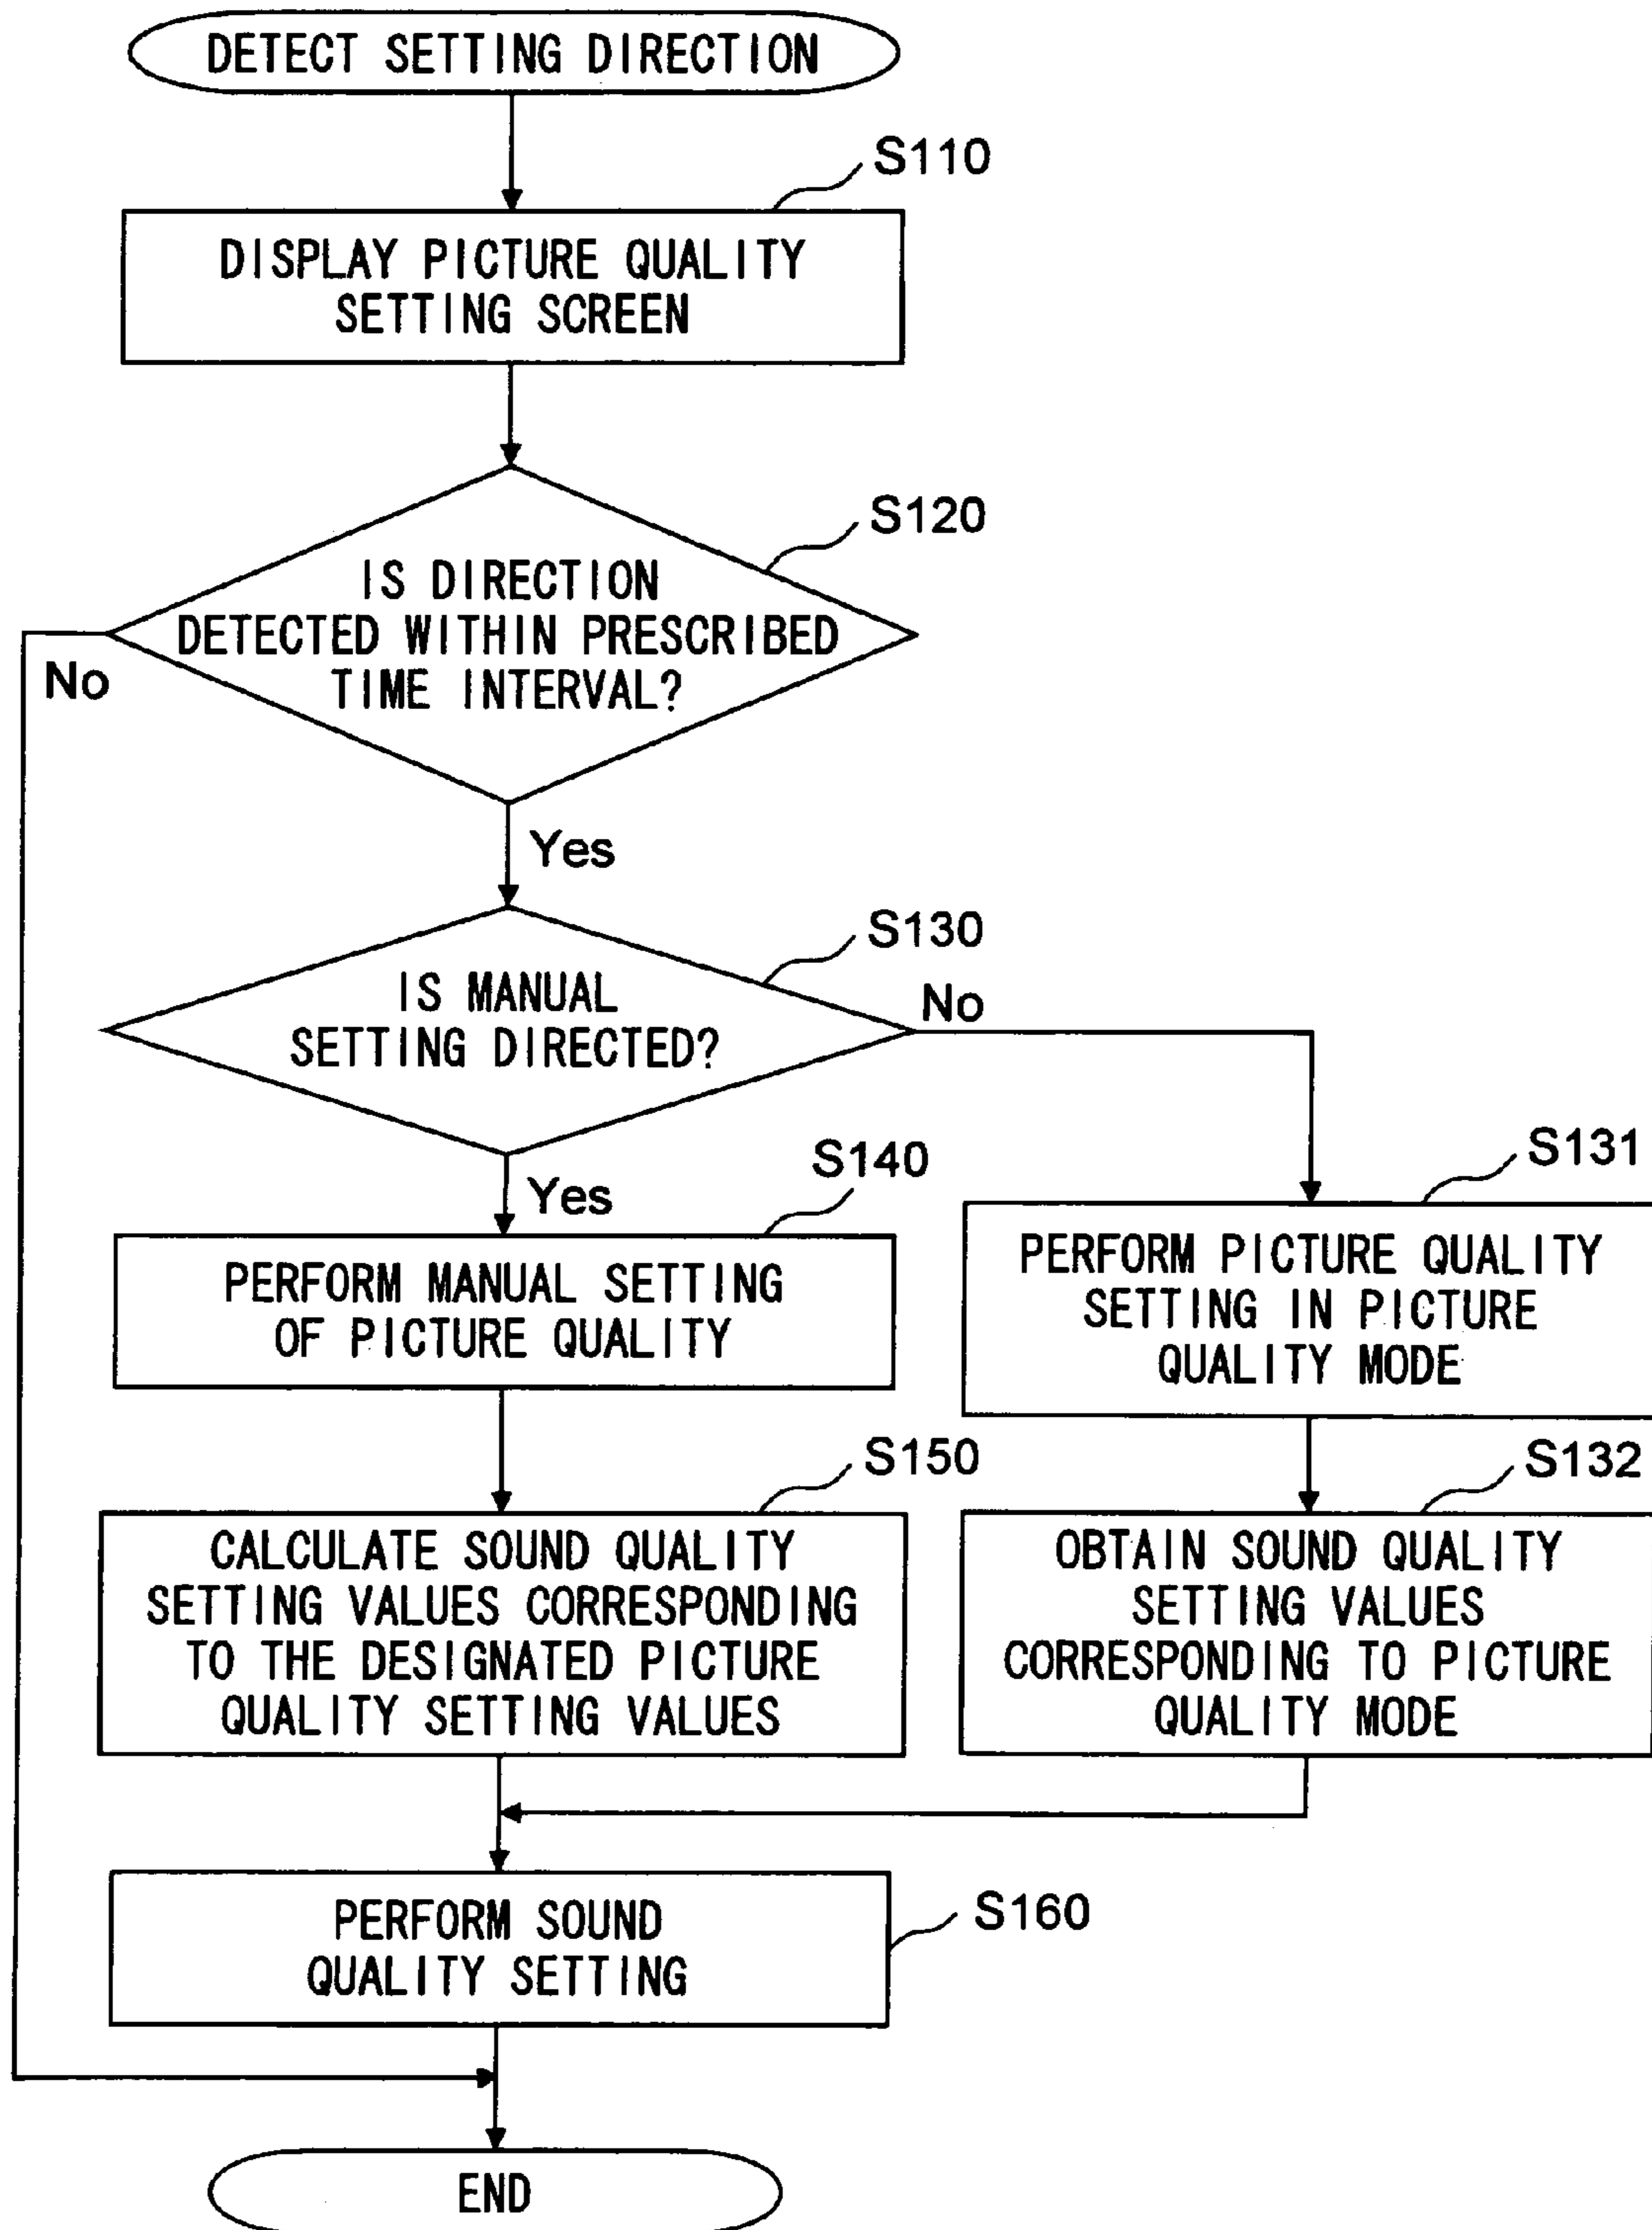 DETECT SETTING DIRECTION
S110
DISPLAY PICTURE QUALITY
SETTING SCREEN
S120
IS DIRECTION
DETECTED WITHIN PRESCRIBED
TIME INTERVAL?
No
Yes
S130
IS MANUAL
SETTING DIRECTED?
No
Yes
S140
PERFORM MANUAL SETTING
OF PICTURE QUALITY
S131
PERFORM PICTURE QUALITY
SETTING IN PICTURE
QUALITY MODE
S150
CALCULATE SOUND QUALITY
SETTING VALUES CORRESPONDING
TO THE DESIGNATED PICTURE
QUALITY SETTING VALUES
S132
OBTAIN SOUND QUALITY
SETTING VALUES
CORRESPONDING TO PICTURE
QUALITY MODE
S160
PERFORM SOUND
QUALITY SETTING
END